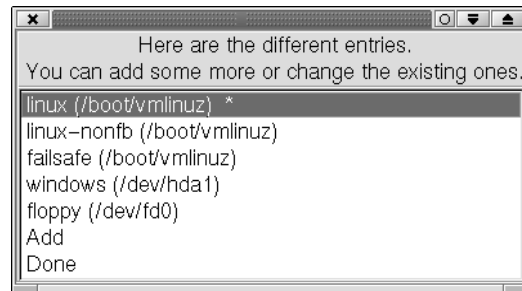 Here are the different entries.
You can add some more or change the existing ones.
linux (/boot/vmlinuz) *
linux-nonfb (/boot/vmlinuz)
failsafe (/boot/vmlinuz)
windows (/dev/hda1)
floppy (/dev/fd0)
Add
Done